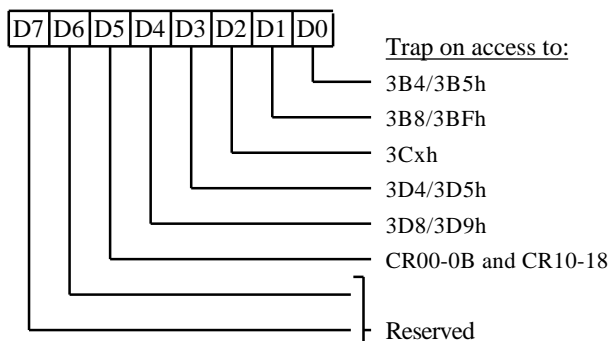 D7 D6 D5 D4 D3 D2 D1 D0
Trap on access to:
3B4/3B5h
3B8/3BFh
3Cxh
3D4/3D5h
3D8/3D9h
CR00-0B and CR10-18
Reserved